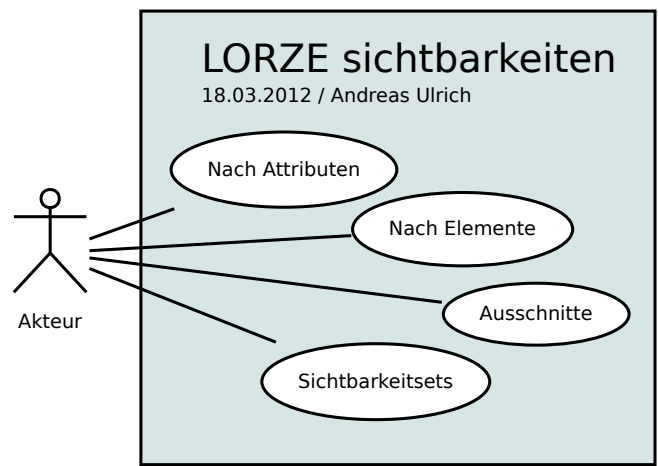 LORZE sichtbarkeiten
18.03.2012 / Andreas Ulrich
Nach Attributen
Nach Elemente
Ausschnitte
Akteur
Sichtbarkeitsets